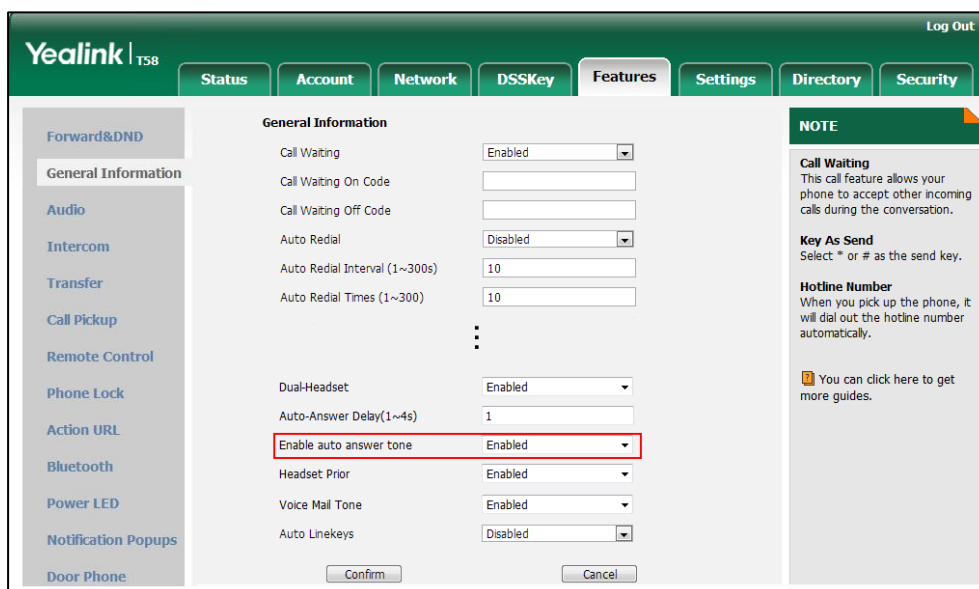 Log Out
Yealink T58
Status Account Network DSSKey Features Settings Directory Security
Forward&DND
General Information
Audio
Intercom
Transfer
Call Pickup
Remote Control
Phone Lock
Action URL
Bluetooth
Power LED
Notification Popups
Door Phone
General Information
Call Waiting Enabled
Call Waiting On Code
Call Waiting Off Code
Auto Redial Disabled
Auto Redial Interval (1~300s) 10
Auto Redial Times (1~300) 10
Dual-Headset Enabled
Auto-Answer Delay(1~4s) 1
Enable auto answer tone Enabled
Headset Prior Enabled
Voice Mail Tone Enabled
Auto Linekeys Disabled
Confirm Cancel
NOTE
Call Waiting
This call feature allows your
phone to accept other incoming
calls during the conversation.
Key As Send
Select * or # as the send key.
Hotline Number
When you pick up the phone, it
will dial out the hotline number
automatically.
? You can click here to get
more guides.